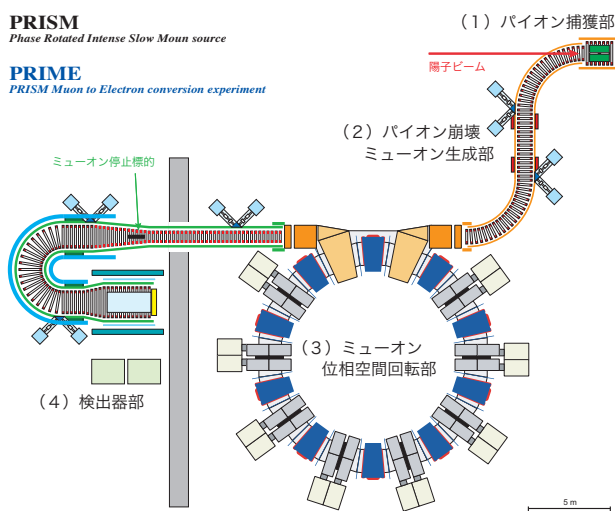 PRISM
Phase Rotated Intense Slow Moun source
PRIME
PRISM Muon to Electron conversion experiment
（1）パイオン捕獲部
陽子ビーム
（2）パイオン崩壊
ミューオン生成部
ミューオン停止標的
（3）ミューオン
位相空間回転部
（4）検出器部
5 m